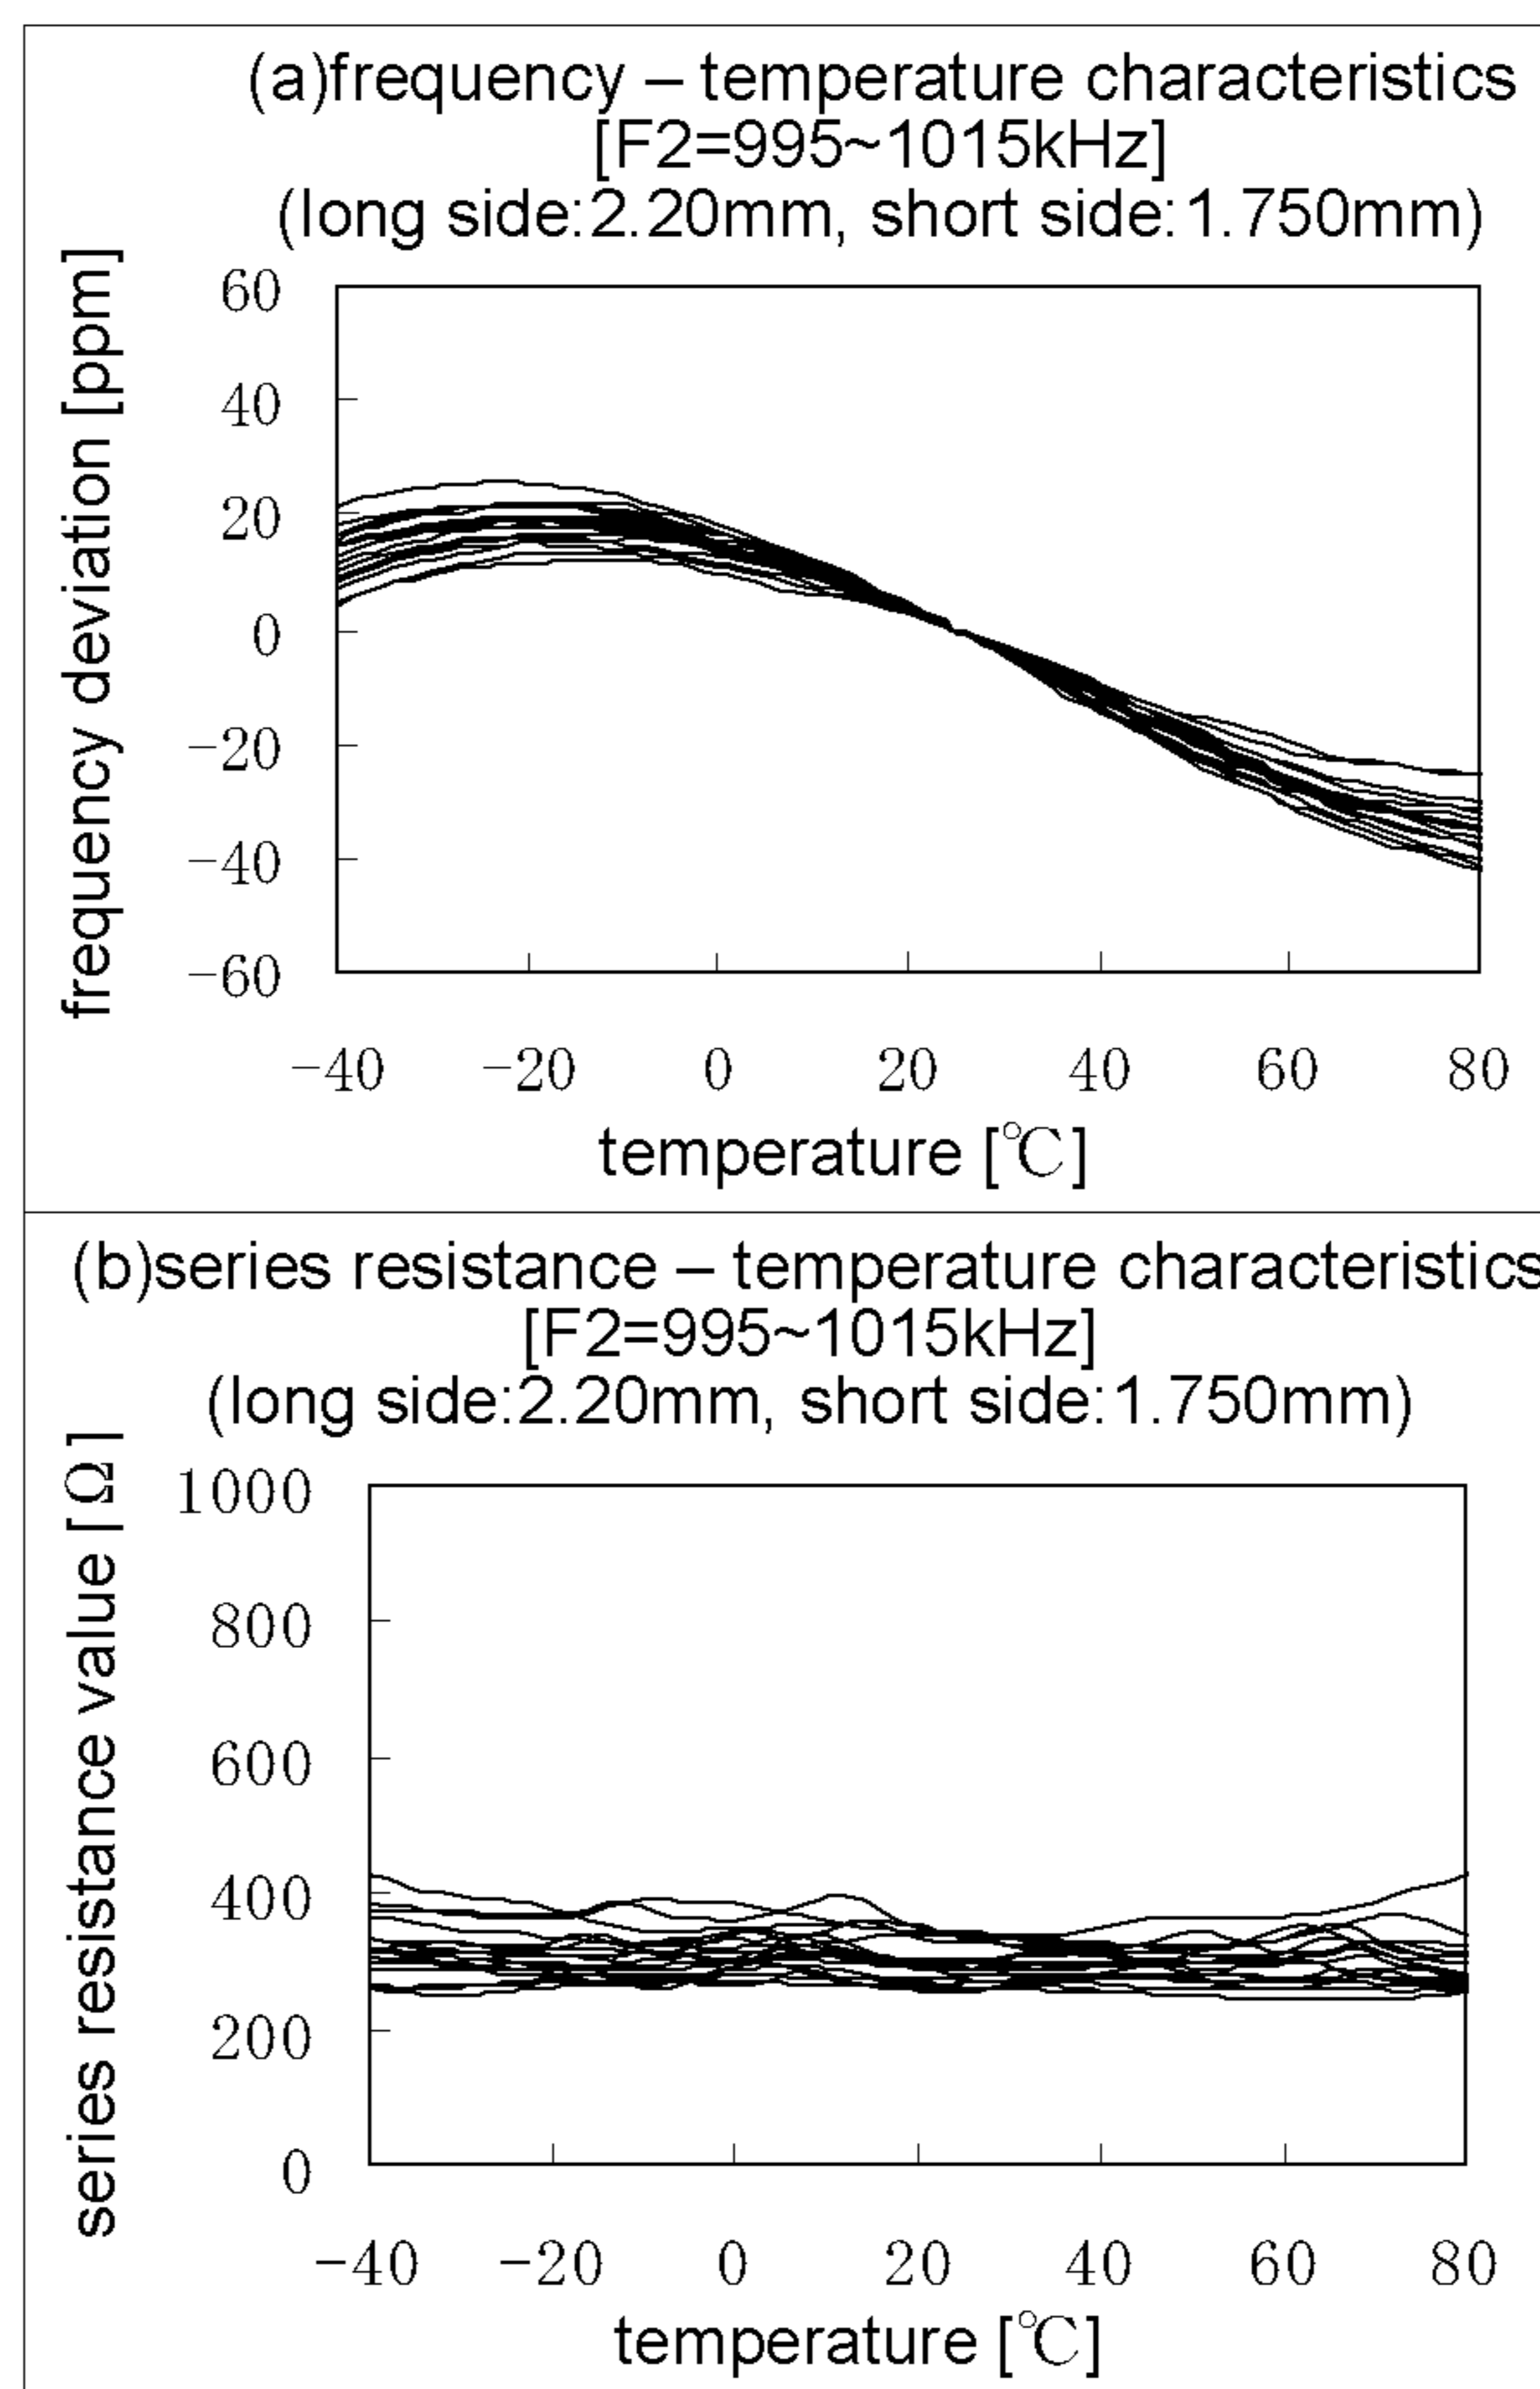 (a)frequency – temperature characteristics
[F2=995~1015kHz]
(long side:2.20mm, short side:1.750mm)
frequency deviation [ppm]
60
40
20
0
−20
−40
−60
−40 −20 0 20 40 60 80
temperature [℃]
(b)series resistance – temperature characteristics
[F2=995~1015kHz]
(long side:2.20mm, short side:1.750mm)
series resistance value [Ω]
1000
800
600
400
200
0
−40 −20 0 20 40 60 80
temperature [℃]